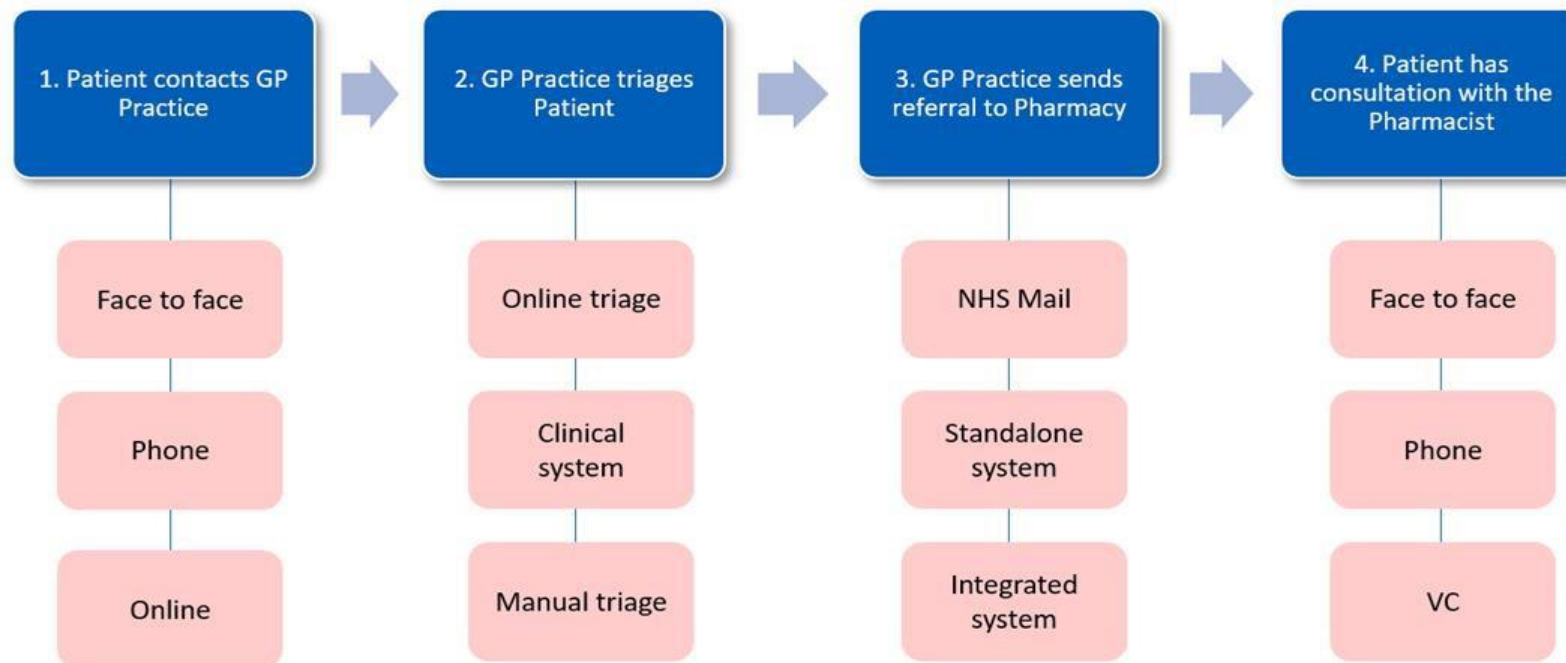 1. Patient contacts GP
Practice
2. GP Practice triages
Patient
3. GP Practice sends
referral to Pharmacy
4. Patient has
consultation with the
Pharmacist
Face to face
Phone
Online
Online triage
Clinical
system
Manual triage
NHS Mail
Standalone
system
Integrated
system
Face to face
Phone
VC